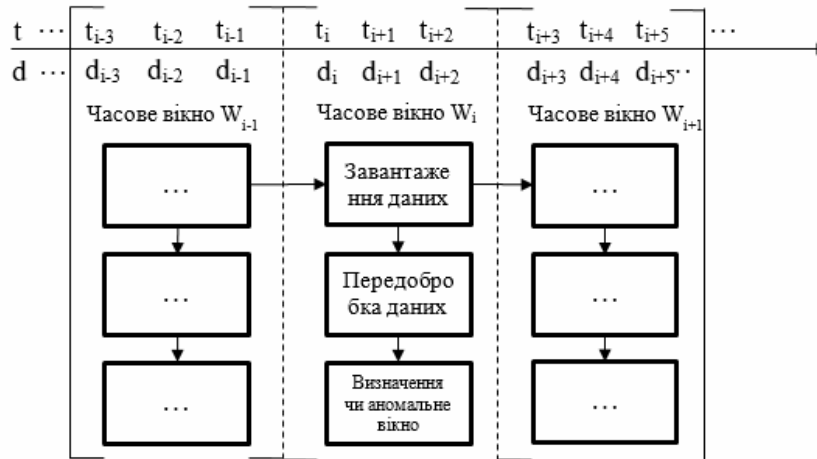 t ... t_{i-3} t_{i-2} t_{i-1} t_i t_{i+1} t_{i+2} t_{i+3} t_{i+4} t_{i+5} ...
d ... d_{i-3} d_{i-2} d_{i-1} d_i d_{i+1} d_{i+2} d_{i+3} d_{i+4} d_{i+5} ..
Часове вікно W_{i-1} Часове вікно W_i Часове вікно W_{i+1}
...
Завантаже
ння даних
...
...
Передобро
бка даних
...
...
Визначення
чи аномальне
вікно
...